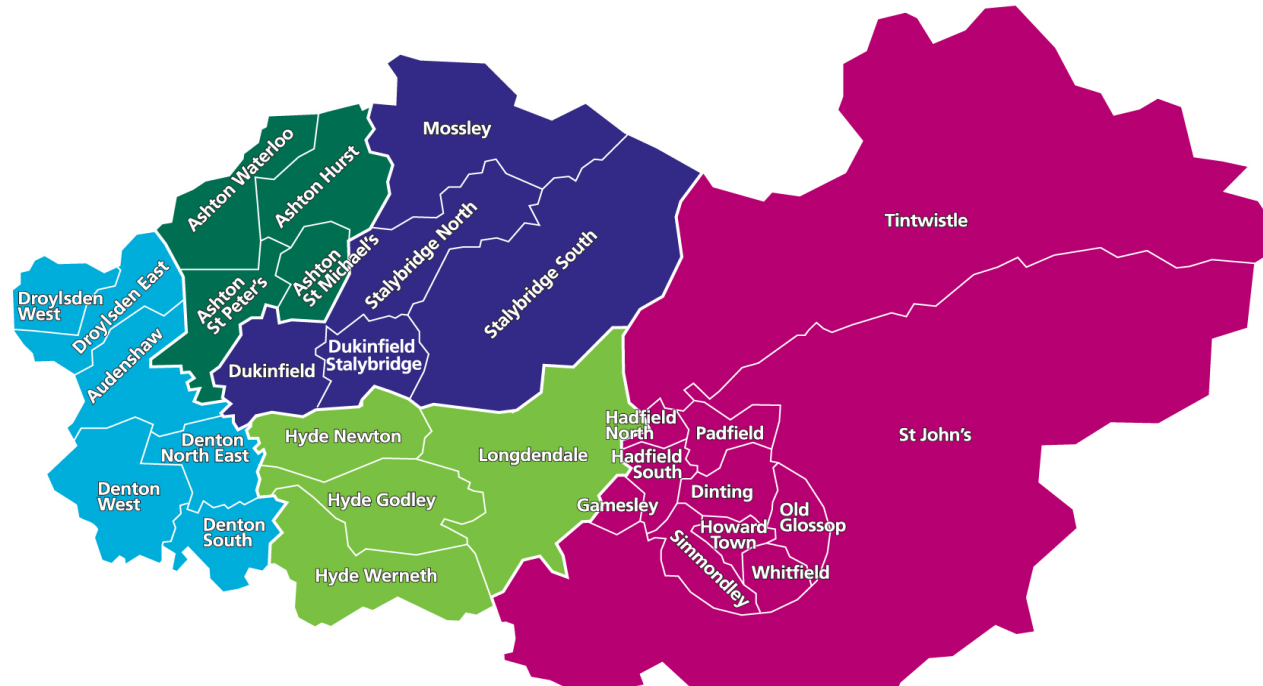 Mossley
Ashton Waterloo
Ashton Hurst
Tintwistle
Stalybridge North
Stalybridge South
Ashton
St Michael's
Ashton
St Peter's
Droylsden
West
Droylsden East
Audenshaw
Dukinfield
Dukinfield
Stalybridge
Hadfield
North
Padfield
St John's
Hyde Newton
Denton
North East
Longdendale
Hadfield
South
Denton
West
Hyde Godley
Gamesley
Dinting
Old
Glossop
Denton
South
Howard
Town
Simmondley
Whitfield
Hyde Werneth